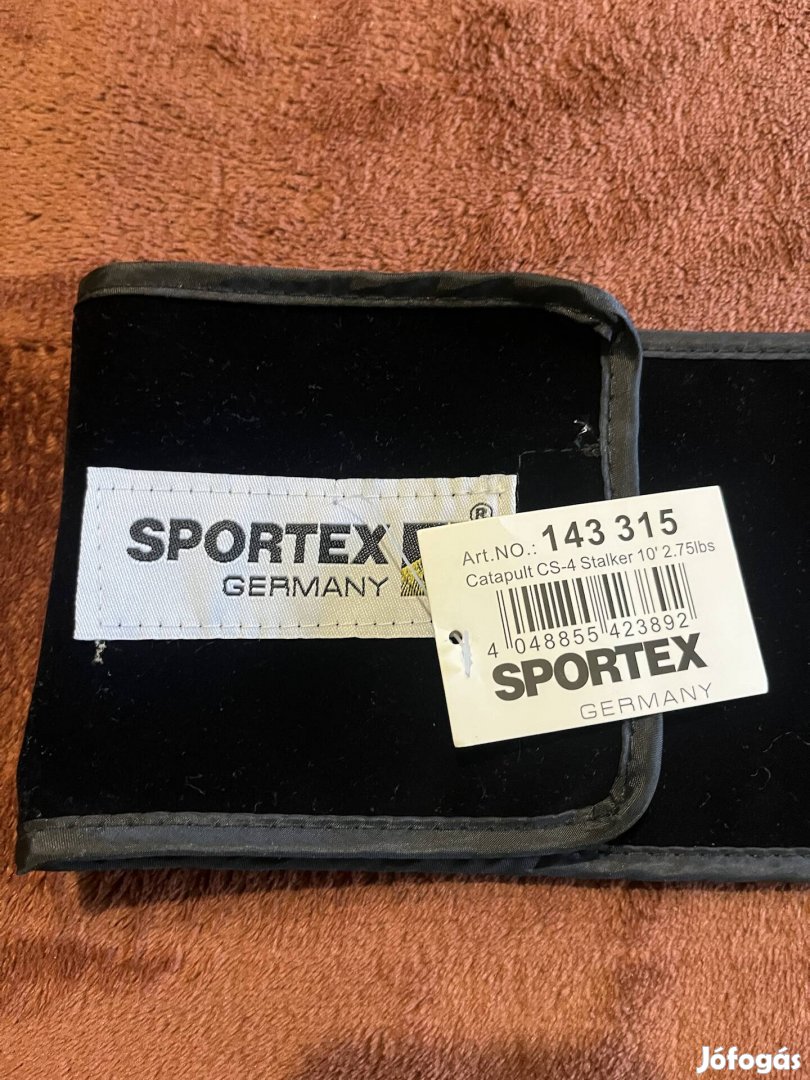 SPORTEX ®
GERMANY
Art.NO.: 143 315
Catapult CS-4 Stalker 10' 2.75lbs
4 048855 423892
SPORTEX
GERMANY
Jófogás